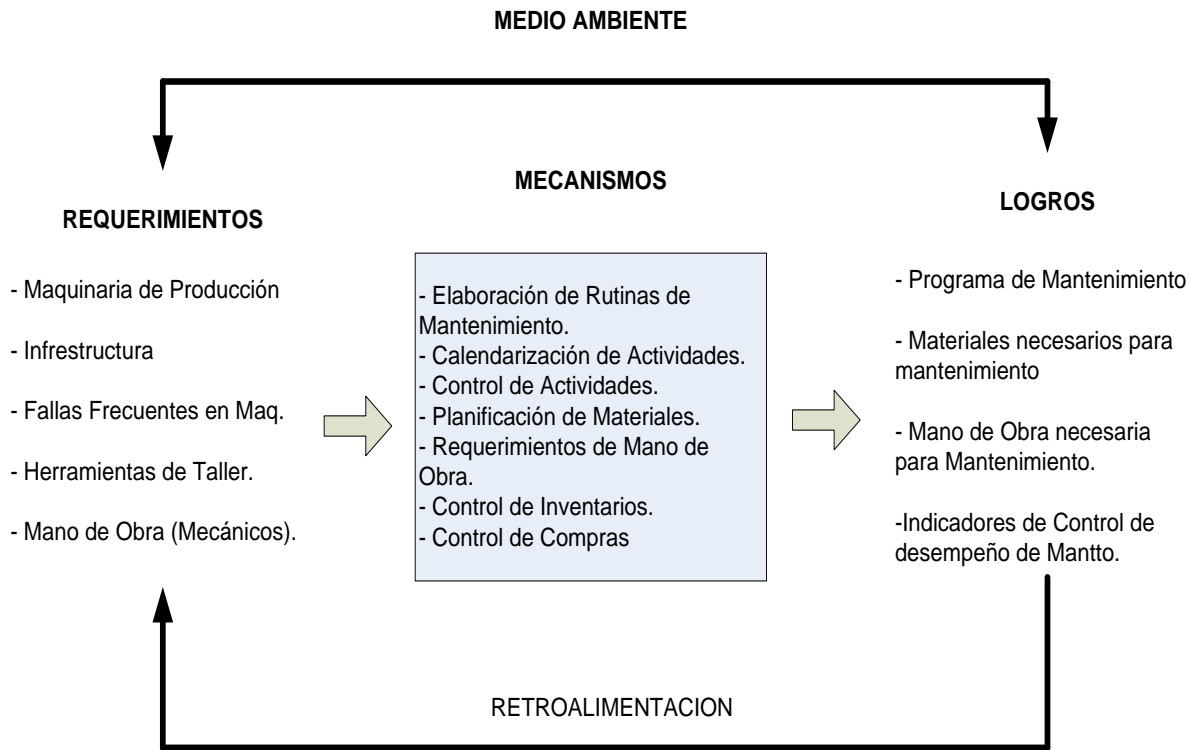 MEDIO AMBIENTE
REQUERIMIENTOS
- Maquinaria de Producción
- Infrestructura
- Fallas Frecuentes en Maq.
- Herramientas de Taller.
- Mano de Obra (Mecánicos).
MECANISMOS
- Elaboración de Rutinas de
Mantenimiento.
- Calendarización de Actividades.
- Control de Actividades.
- Planificación de Materiales.
- Requerimientos de Mano de
Obra.
- Control de Inventarios.
- Control de Compras
LOGROS
- Programa de Mantenimiento
- Materiales necesarios para
mantenimiento
- Mano de Obra necesaria
para Mantenimiento.
-Indicadores de Control de
desempeño de Mantto.
RETROALIMENTACION